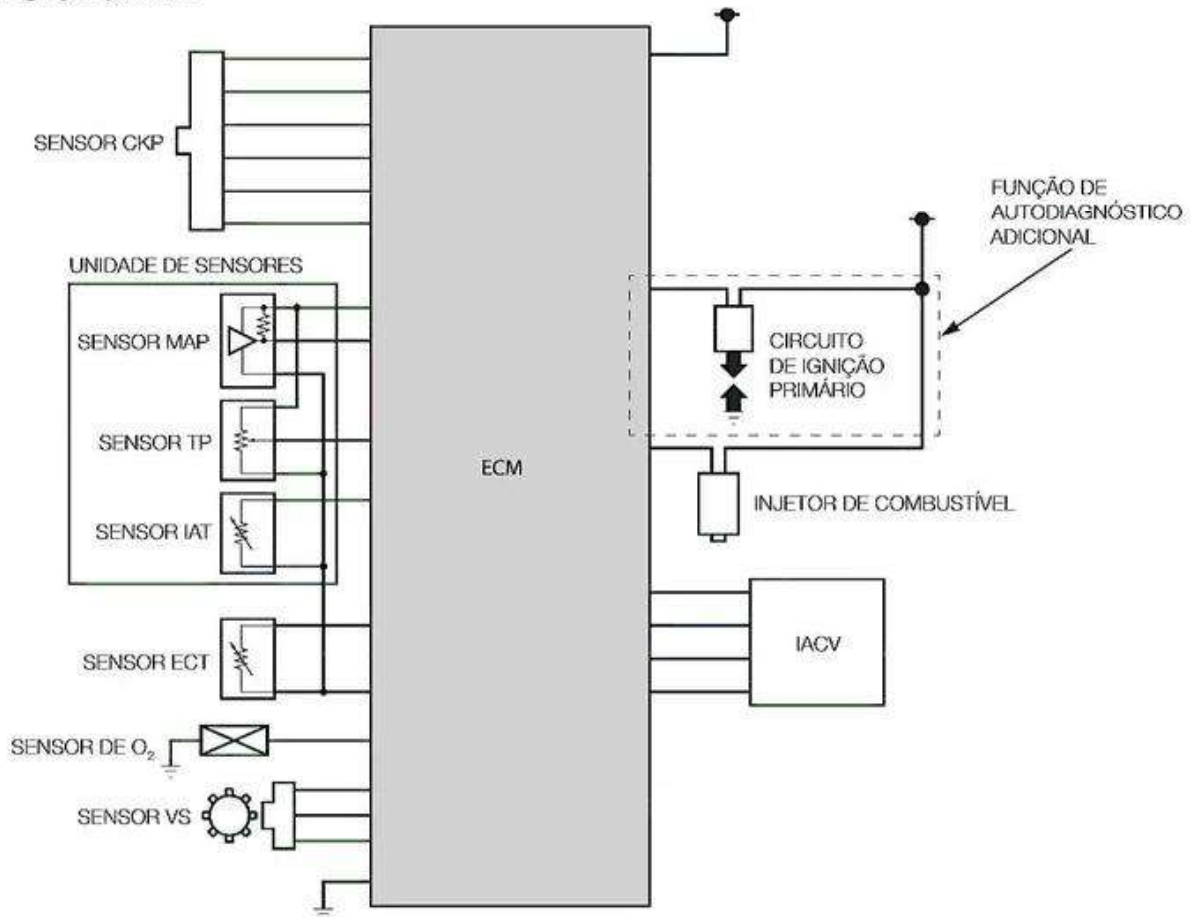 SENSOR CKP
UNIDADE DE SENSORES
SENSOR MAP
SENSOR TP
SENSOR IAT
SENSOR ECT
SENSOR DE O₂
SENSOR VS
ECM
FUNÇÃO DE
AUTODIAGNÓSTICO
ADICIONAL
CIRCUITO
DE IGNIÇÃO
PRIMÁRIO
INJETOR DE COMBUSTÍVEL
IACV